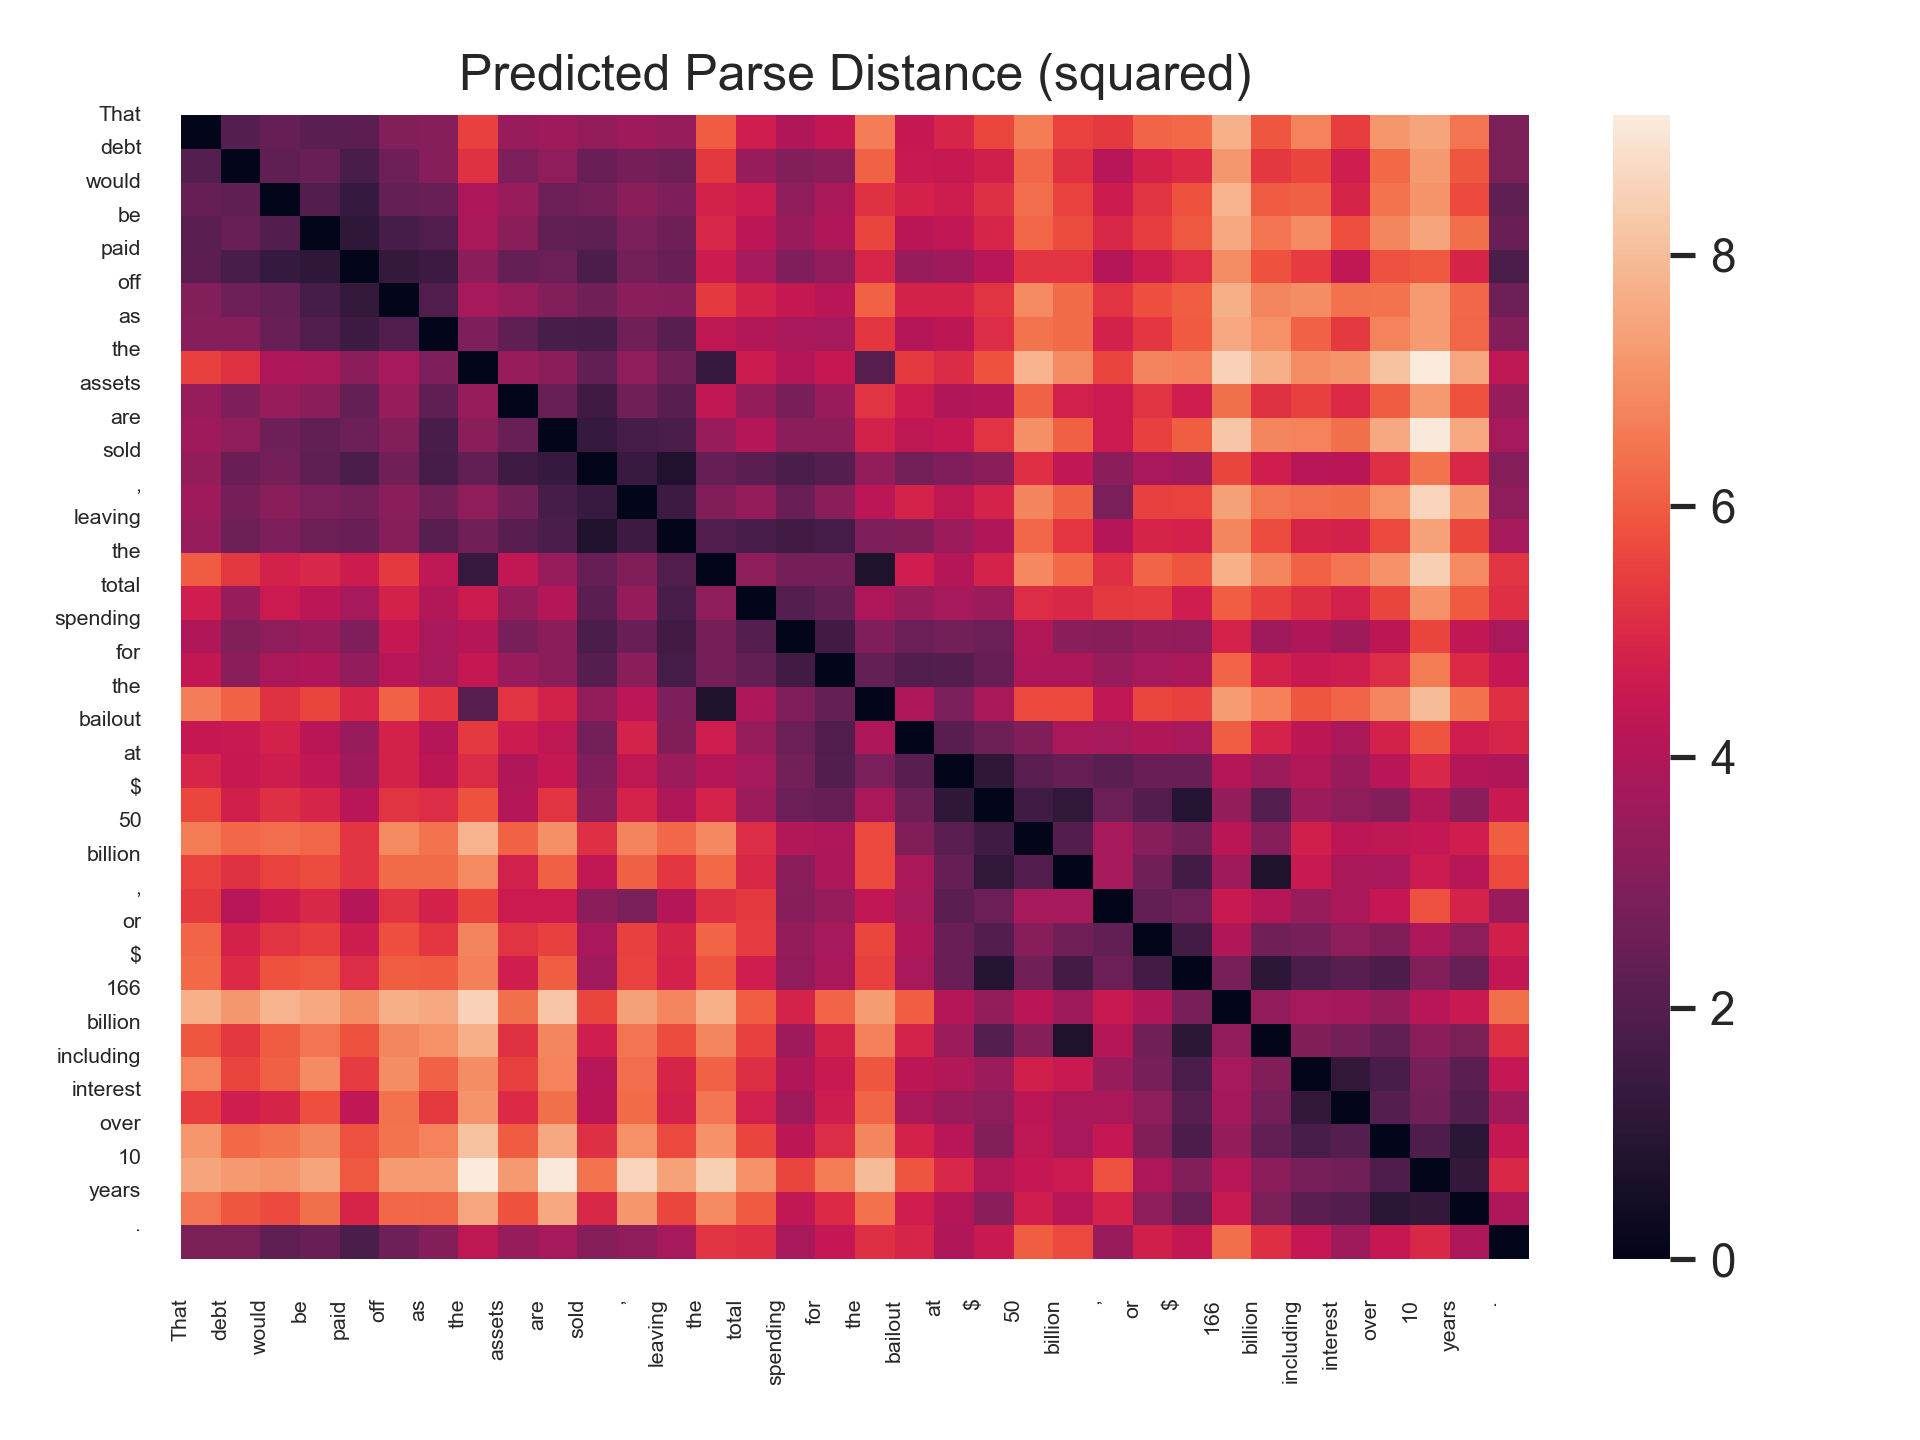 Predicted Parse Distance (squared)
That
debt
would
be
paid
off
as
the
assets
are
sold
,
leaving
the
total
spending
for
the
bailout
at
$
50
billion
,
or
$
166
billion
including
interest
over
10
years
.
That
debt
would
be
paid
off
as
the
assets
are
sold
,
leaving
the
total
spending
for
the
bailout
at
$
50
billion
,
or
$
166
billion
including
interest
over
10
years
.
8
6
4
2
0